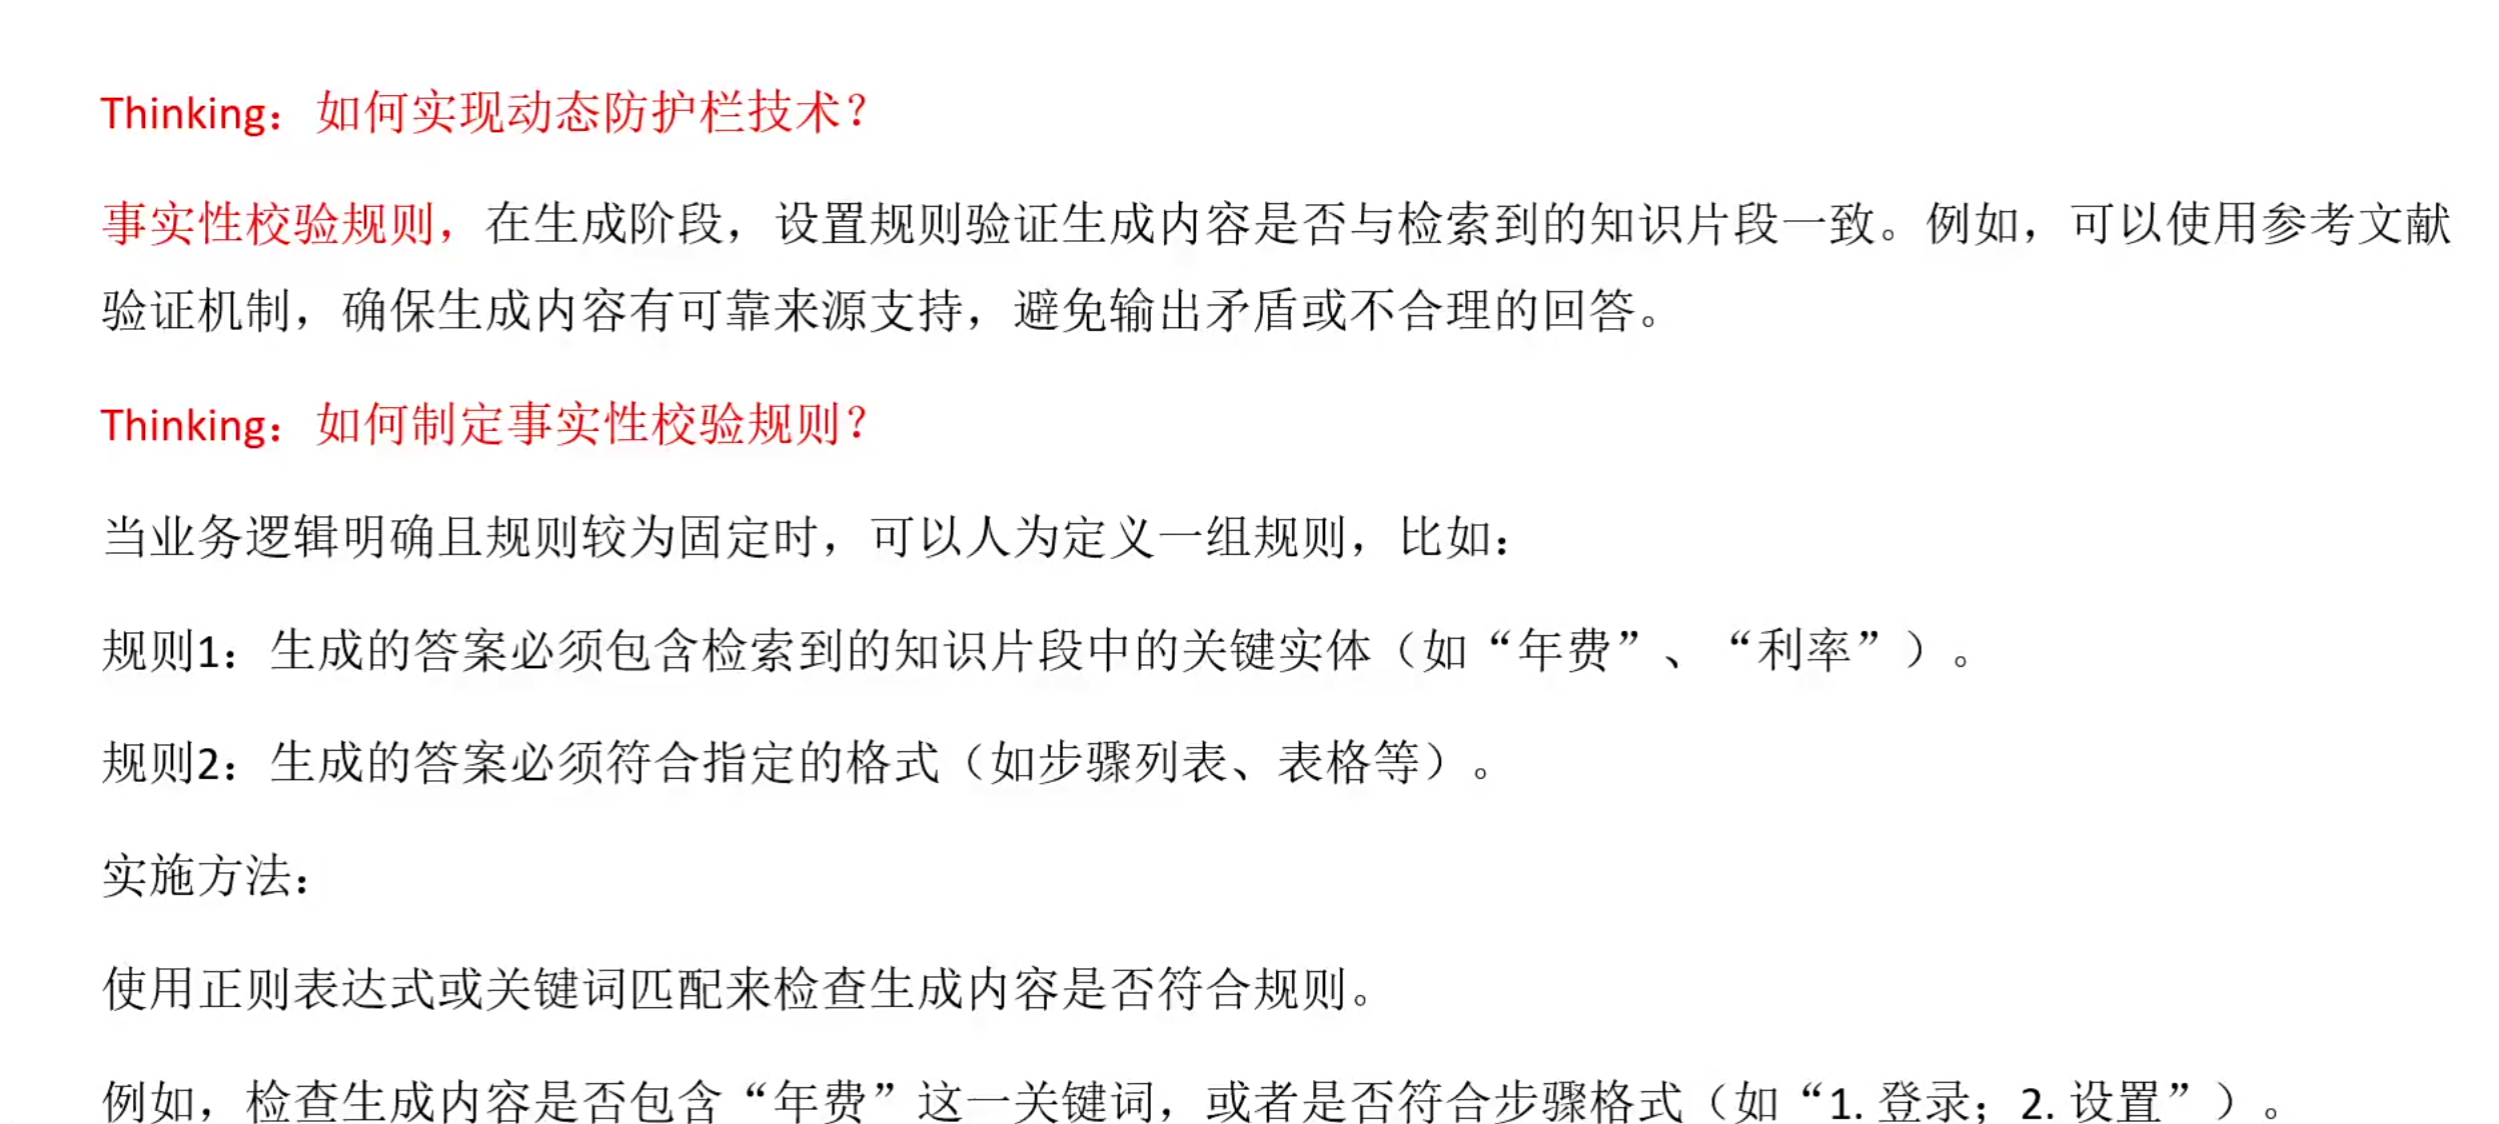 Thinking：如何实现动态防护栏技术？
事实性校验规则，在生成阶段，设置规则验证生成内容是否与检索到的知识片段一致。例如，可以使用参考文献
验证机制，确保生成内容有可靠来源支持，避免输出矛盾或不合理的回答。
Thinking：如何制定事实性校验规则？
当业务逻辑明确且规则较为固定时，可以人为定义一组规则，比如：
规则1：生成的答案必须包含检索到的知识片段中的关键实体（如“年费”、“利率”）。
规则2：生成的答案必须符合指定的格式（如步骤列表、表格等）。
实施方法：
使用正则表达式或关键词匹配来检查生成内容是否符合规则。
例如，检查生成内容是否包含“年费”这一关键词，或者是否符合步骤格式（如“1. 登录；2. 设置”）。